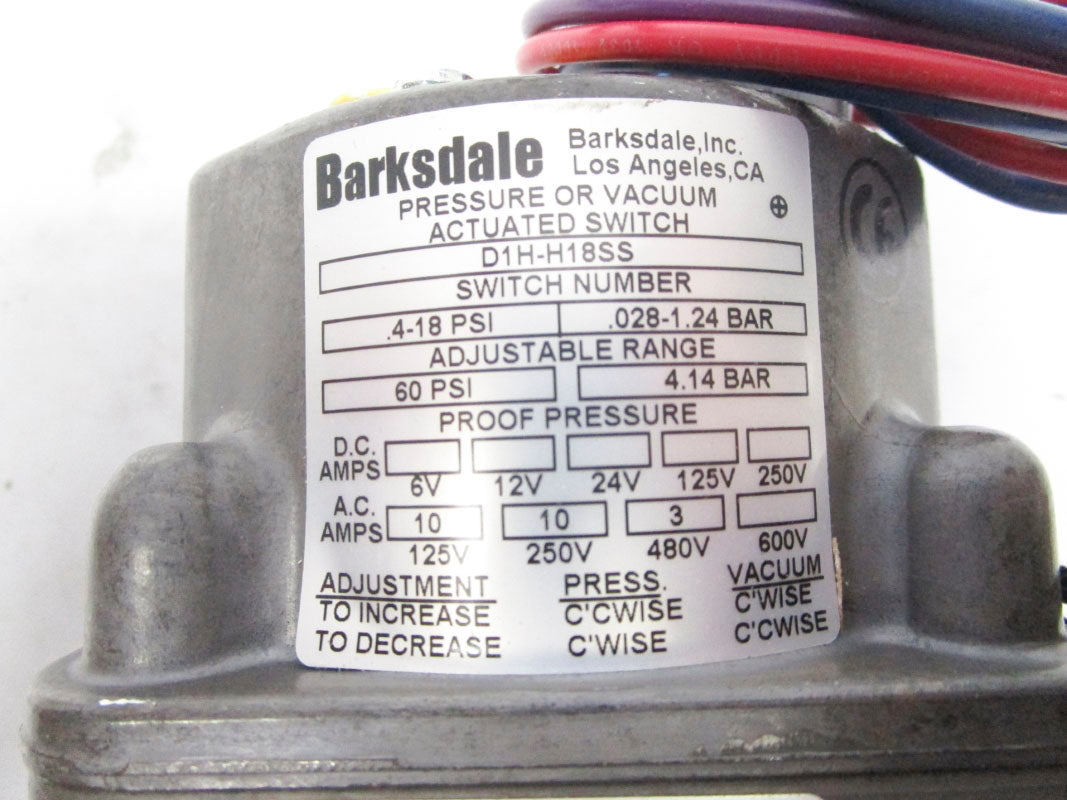 Barksdale
Barksdale,Inc.
Los Angeles,CA
PRESSURE OR VACUUM
ACTUATED SWITCH
D1H-H18SS
SWITCH NUMBER
.4-18 PSI .028-1.24 BAR
ADJUSTABLE RANGE
60 PSI 4.14 BAR
PROOF PRESSURE
D.C.
AMPS
6V 12V 24V 125V 250V
A.C.
AMPS 10 10 3
125V 250V 480V 600V
ADJUSTMENT PRESS. VACUUM
TO INCREASE C'CWISE C'WISE
TO DECREASE C'WISE C'CWISE